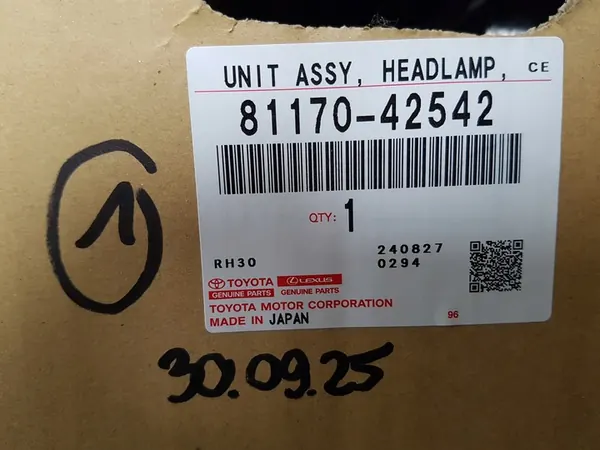 UNIT ASSY, HEADLAMP, CE
81170-42542
QTY: 1
RH30 240827
0294
TOYOTA LEXUS
GENUINE PARTS GENUINE PARTS
TOYOTA MOTOR CORPORATION
MADE IN JAPAN 96
1
30.09.25